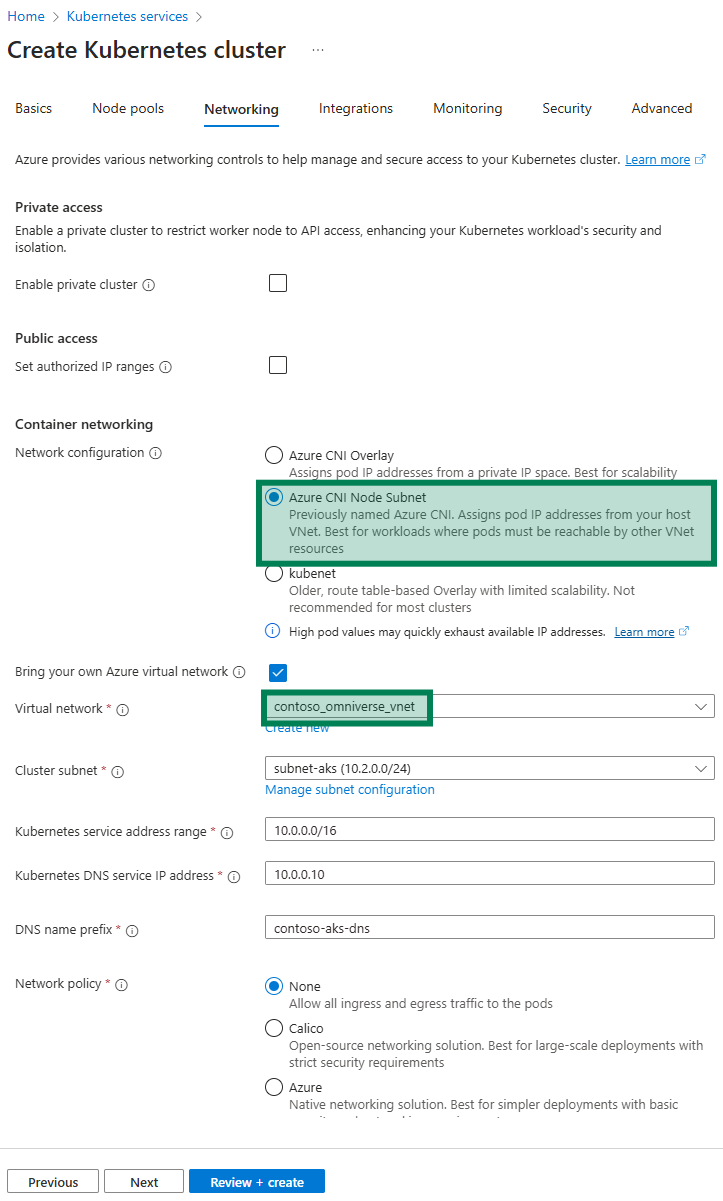 Home > Kubernetes services >
Create Kubernetes cluster ...
Basics Node pools Networking Integrations Monitoring Security Advanced
Azure provides various networking controls to help manage and secure access to your Kubernetes cluster. Learn more
Private access
Enable a private cluster to restrict worker node to API access, enhancing your Kubernetes workload's security and
isolation.
Enable private cluster
Public access
Set authorized IP ranges
Container networking
Network configuration
Azure CNI Overlay
Assigns pod IP addresses from a private IP space. Best for scalability
Azure CNI Node Subnet
Previously named Azure CNI. Assigns pod IP addresses from your host
VNet. Best for workloads where pods must be reachable by other VNet
resources
kubenet
Older, route table-based Overlay with limited scalability. Not
recommended for most clusters
High pod values may quickly exhaust available IP addresses. Learn more
Bring your own Azure virtual network
Virtual network * contoso_omniverse_vnet
Create new
Cluster subnet * subnet-aks (10.2.0.0/24)
Manage subnet configuration
Kubernetes service address range * 10.0.0.0/16
Kubernetes DNS service IP address * 10.0.0.10
DNS name prefix * contoso-aks-dns
Network policy *
None
Allow all ingress and egress traffic to the pods
Calico
Open-source networking solution. Best for large-scale deployments with
strict security requirements
Azure
Native networking solution. Best for simpler deployments with basic
Previous Next Review + create